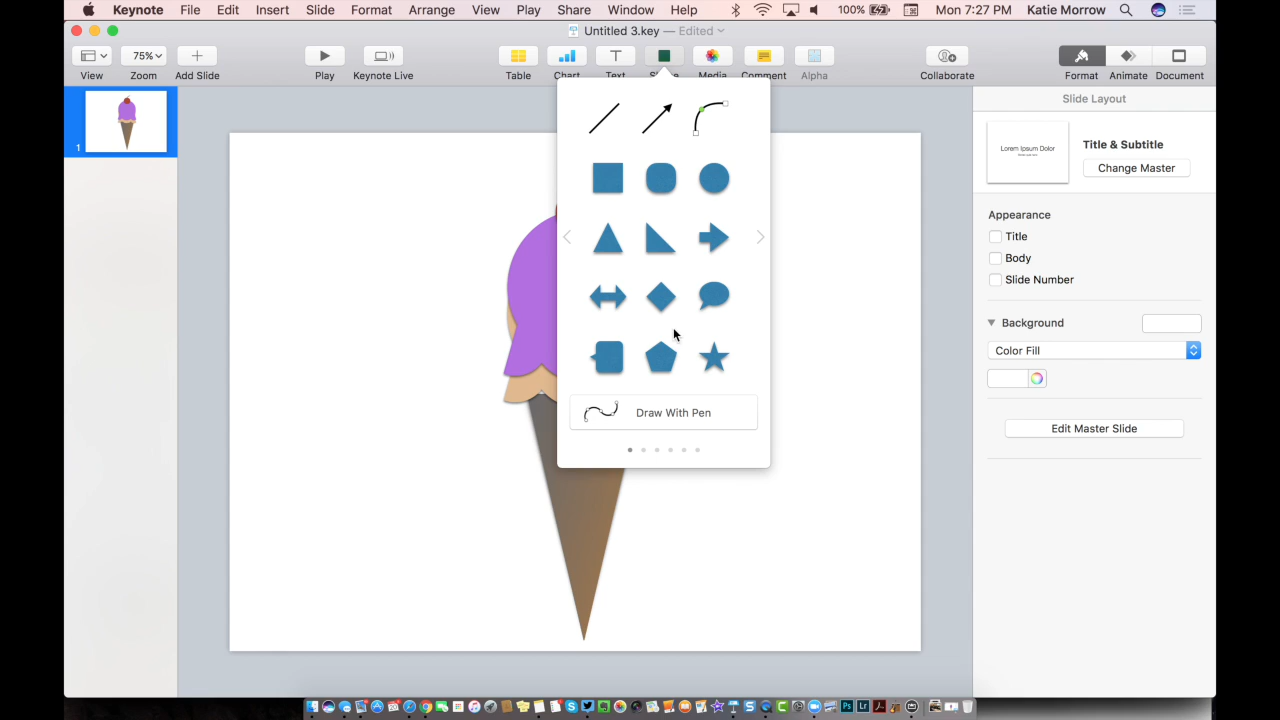 Keynote File Edit Insert Slide Format Arrange View Play Share Window Help 100% Mon 7:27 PM Katie Morrow
Untitled 3.key — Edited
75%
View Zoom Add Slide Play Keynote Live Table Chart Text Media Comment Alpha Collaborate Format Animate Document
Slide Layout
Lorem Ipsum Dolor
Title & Subtitle
Change Master
1
Appearance
Title
Body
Slide Number
Background
Color Fill
Draw With Pen
Edit Master Slide